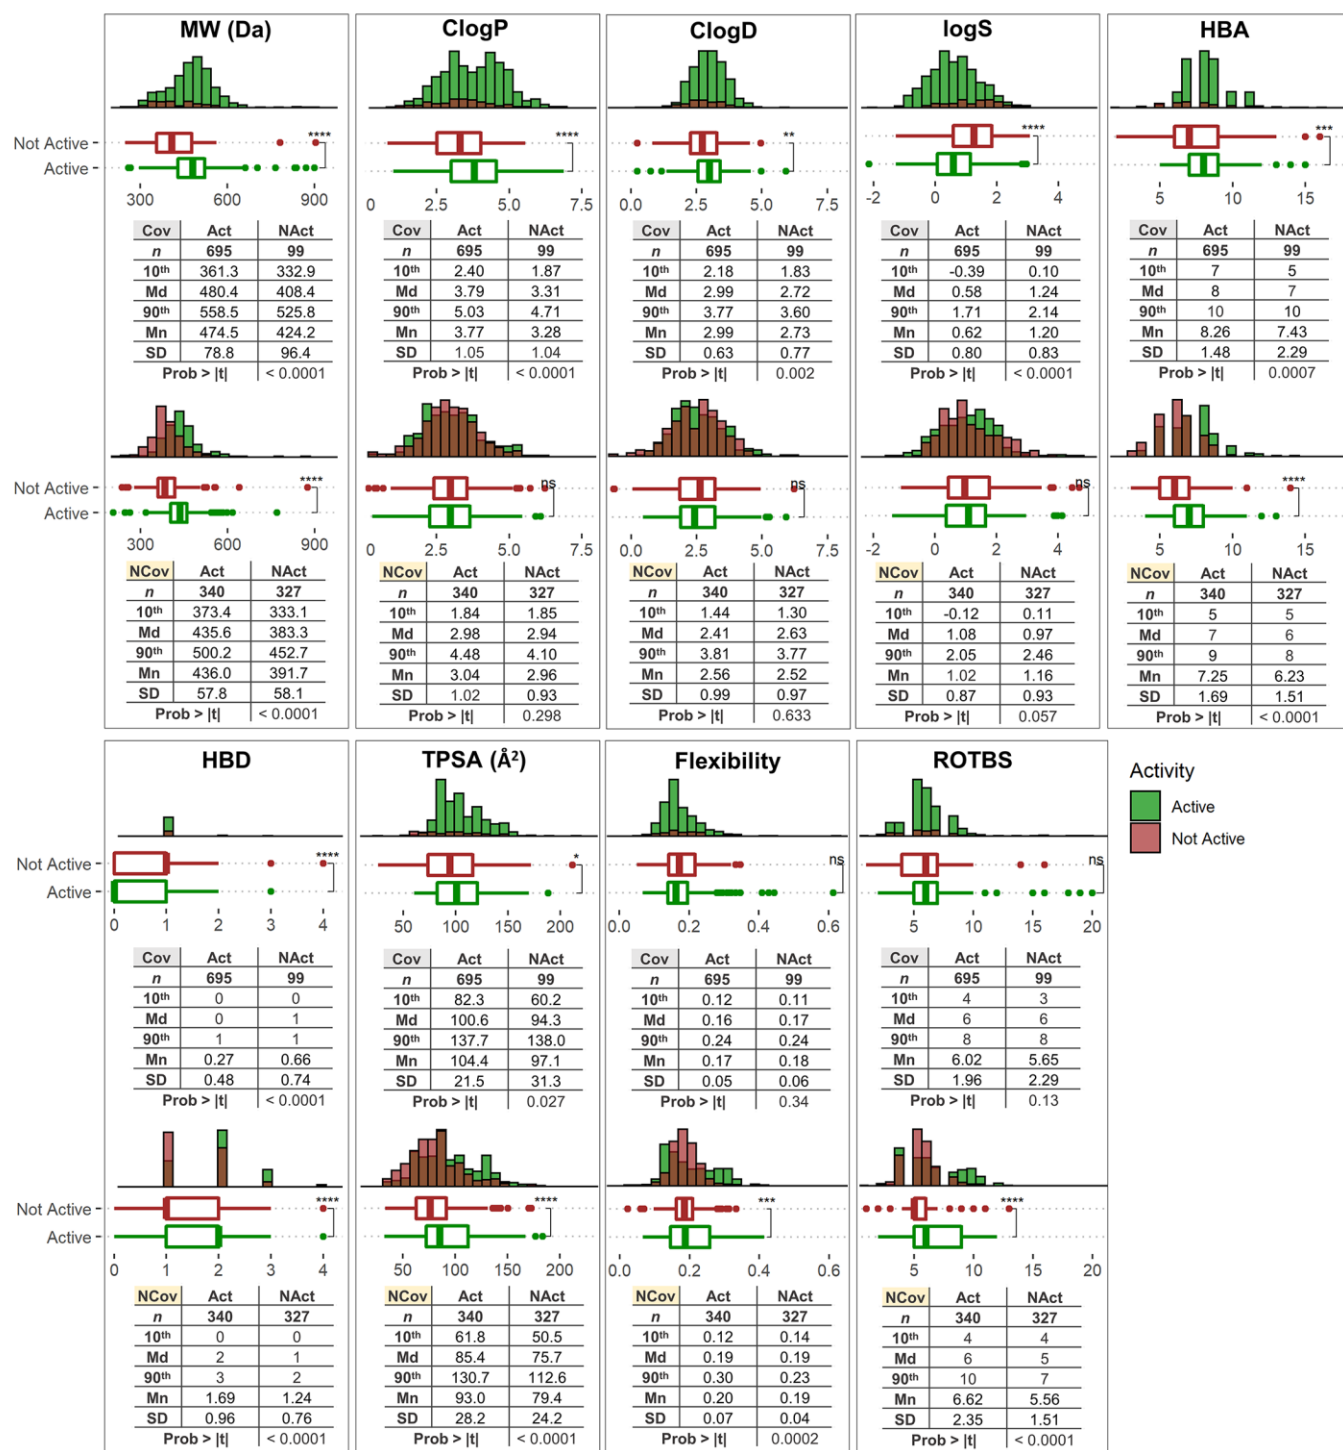 MW (Da)
****
Not Active
Active
300 600 900
Cov Act NAct
n 695 99
10th 361.3 332.9
Md 480.4 408.4
90th 558.5 525.8
Mn 474.5 424.2
SD 78.8 96.4
Prob > |t| < 0.0001
****
Not Active
Active
300 600 900
NCov Act NAct
n 340 327
10th 373.4 333.1
Md 435.6 383.3
90th 500.2 452.7
Mn 436.0 391.7
SD 57.8 58.1
Prob > |t| < 0.0001
ClogP
****
0 2.5 5.0 7.5
Cov Act NAct
n 695 99
10th 2.40 1.87
Md 3.79 3.31
90th 5.03 4.71
Mn 3.77 3.28
SD 1.05 1.04
Prob > |t| < 0.0001
ns
0 2.5 5.0 7.5
NCov Act NAct
n 340 327
10th 1.84 1.85
Md 2.98 2.94
90th 4.48 4.10
Mn 3.04 2.96
SD 1.02 0.93
Prob > |t| 0.298
ClogD
**
0.0 2.5 5.0 7.5
Cov Act NAct
n 695 99
10th 2.18 1.83
Md 2.99 2.72
90th 3.77 3.60
Mn 2.99 2.73
SD 0.63 0.77
Prob > |t| 0.002
ns
0.0 2.5 5.0 7.5
NCov Act NAct
n 340 327
10th 1.44 1.30
Md 2.41 2.63
90th 3.81 3.77
Mn 2.56 2.52
SD 0.99 0.97
Prob > |t| 0.633
logS
****
-2 0 2 4
Cov Act NAct
n 695 99
10th -0.39 0.10
Md 0.58 1.24
90th 1.71 2.14
Mn 0.62 1.20
SD 0.80 0.83
Prob > |t| < 0.0001
ns
-2 0 2 4
NCov Act NAct
n 340 327
10th -0.12 0.11
Md 1.08 0.97
90th 2.05 2.46
Mn 1.02 1.16
SD 0.87 0.93
Prob > |t| 0.057
HBA
***
5 10 15
Cov Act NAct
n 695 99
10th 7 5
Md 8 7
90th 10 10
Mn 8.26 7.43
SD 1.48 2.29
Prob > |t| 0.0007
****
5 10 15
NCov Act NAct
n 340 327
10th 5 5
Md 7 6
90th 9 8
Mn 7.25 6.23
SD 1.69 1.51
Prob > |t| < 0.0001
HBD
****
Not Active
Active
0 1 2 3 4
Cov Act NAct
n 695 99
10th 0 0
Md 0 1
90th 1 1
Mn 0.27 0.66
SD 0.48 0.74
Prob > |t| < 0.0001
****
Not Active
Active
0 1 2 3 4
NCov Act NAct
n 340 327
10th 0 0
Md 2 1
90th 3 2
Mn 1.69 1.24
SD 0.96 0.76
Prob > |t| < 0.0001
TPSA (Å²)
*
50 100 150 200
Cov Act NAct
n 695 99
10th 82.3 60.2
Md 100.6 94.3
90th 137.7 138.0
Mn 104.4 97.1
SD 21.5 31.3
Prob > |t| 0.027
****
50 100 150 200
NCov Act NAct
n 340 327
10th 61.8 50.5
Md 85.4 75.7
90th 130.7 112.6
Mn 93.0 79.4
SD 28.2 24.2
Prob > |t| < 0.0001
Flexibility
ns
0.0 0.2 0.4 0.6
Cov Act NAct
n 695 99
10th 0.12 0.11
Md 0.16 0.17
90th 0.24 0.24
Mn 0.17 0.18
SD 0.05 0.06
Prob > |t| 0.34
***
0.0 0.2 0.4 0.6
NCov Act NAct
n 340 327
10th 0.12 0.14
Md 0.19 0.19
90th 0.30 0.23
Mn 0.20 0.19
SD 0.07 0.04
Prob > |t| 0.0002
ROTBS
ns
5 10 15 20
Cov Act NAct
n 695 99
10th 4 3
Md 6 6
90th 8 8
Mn 6.02 5.65
SD 1.96 2.29
Prob > |t| 0.13
****
5 10 15 20
NCov Act NAct
n 340 327
10th 4 4
Md 6 5
90th 10 7
Mn 6.62 5.56
SD 2.35 1.51
Prob > |t| < 0.0001
Activity
Active
Not Active